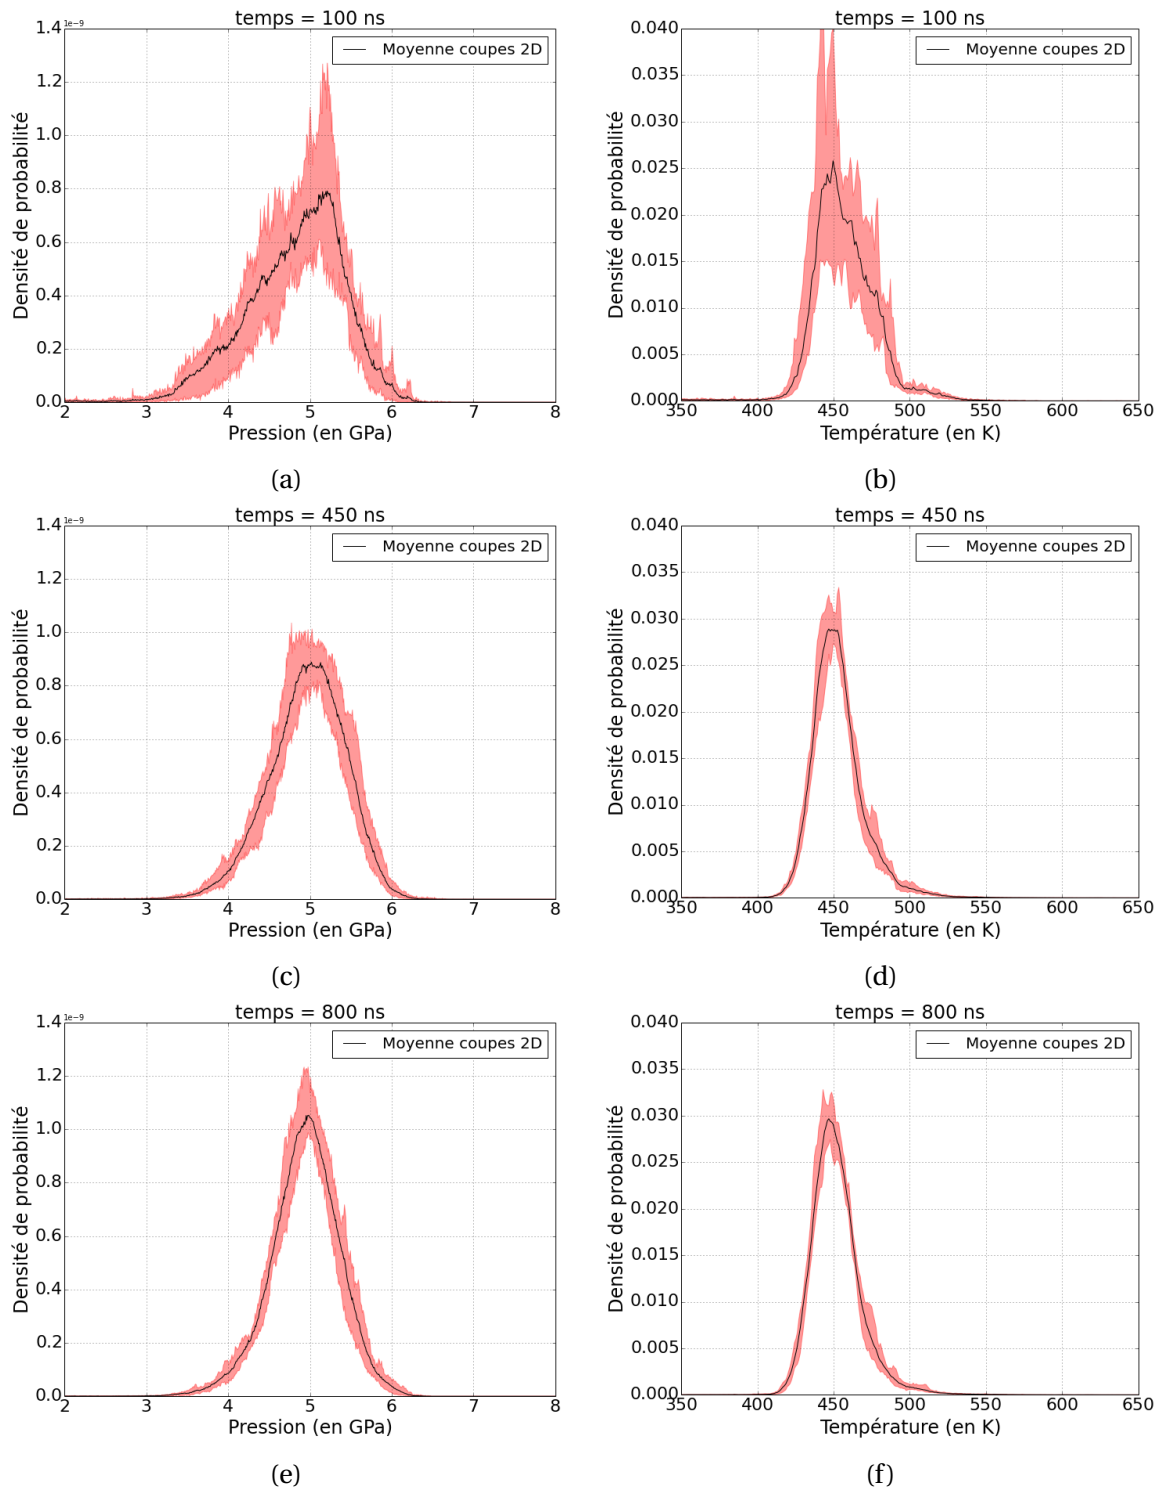 temps = 100 ns
1e−9
Moyenne coupes 2D
Densité de probabilité
1.4
1.2
1.0
0.8
0.6
0.4
0.2
0.0
2 3 4 5 6 7 8
Pression (en GPa)
(a)
temps = 100 ns
Moyenne coupes 2D
Densité de probabilité
0.040
0.035
0.030
0.025
0.020
0.015
0.010
0.005
0.000
350 400 450 500 550 600 650
Température (en K)
(b)
temps = 450 ns
1e−9
Moyenne coupes 2D
Densité de probabilité
1.4
1.2
1.0
0.8
0.6
0.4
0.2
0.0
2 3 4 5 6 7 8
Pression (en GPa)
(c)
temps = 450 ns
Moyenne coupes 2D
Densité de probabilité
0.040
0.035
0.030
0.025
0.020
0.015
0.010
0.005
0.000
350 400 450 500 550 600 650
Température (en K)
(d)
temps = 800 ns
1e−9
Moyenne coupes 2D
Densité de probabilité
1.4
1.2
1.0
0.8
0.6
0.4
0.2
0.0
2 3 4 5 6 7 8
Pression (en GPa)
(e)
temps = 800 ns
Moyenne coupes 2D
Densité de probabilité
0.040
0.035
0.030
0.025
0.020
0.015
0.010
0.005
0.000
350 400 450 500 550 600 650
Température (en K)
(f)